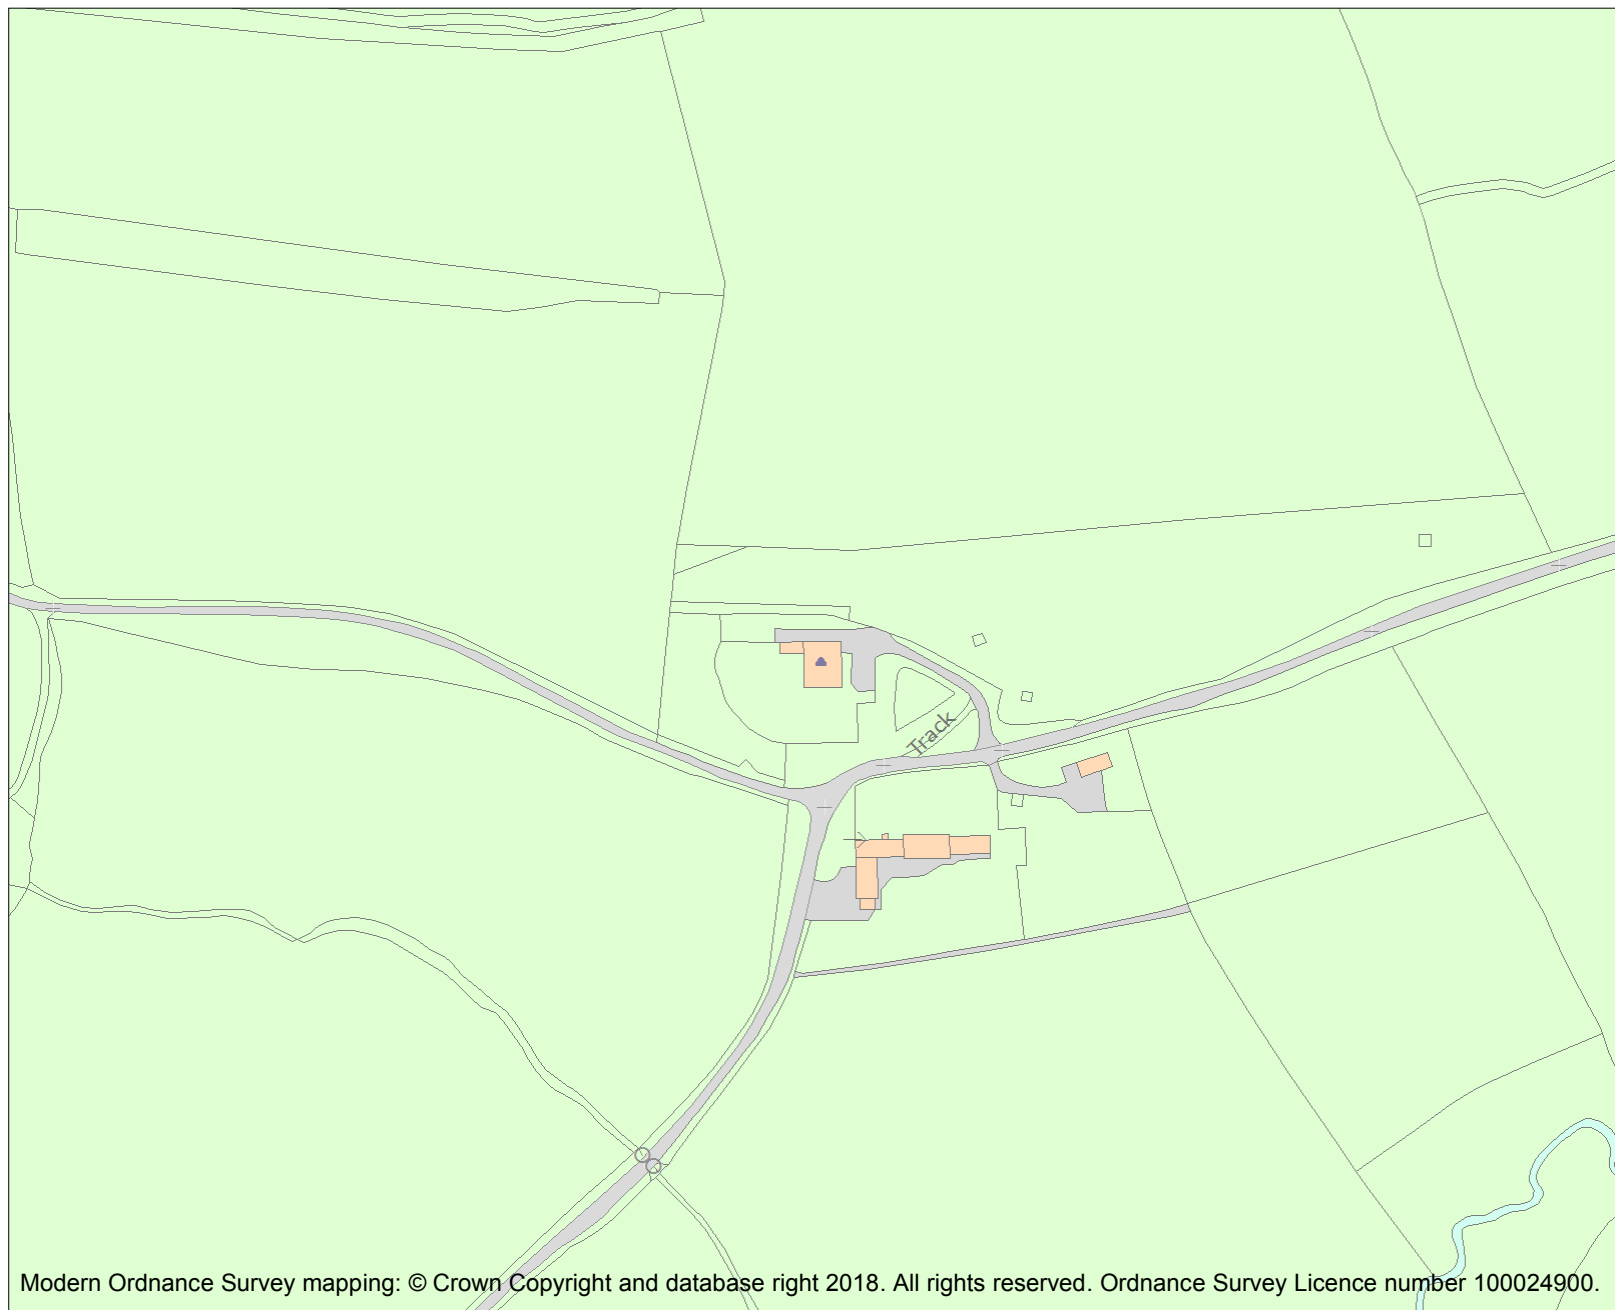 Track
Modern Ordnance Survey mapping: © Crown Copyright and database right 2018. All rights reserved. Ordnance Survey Licence number 100024900.